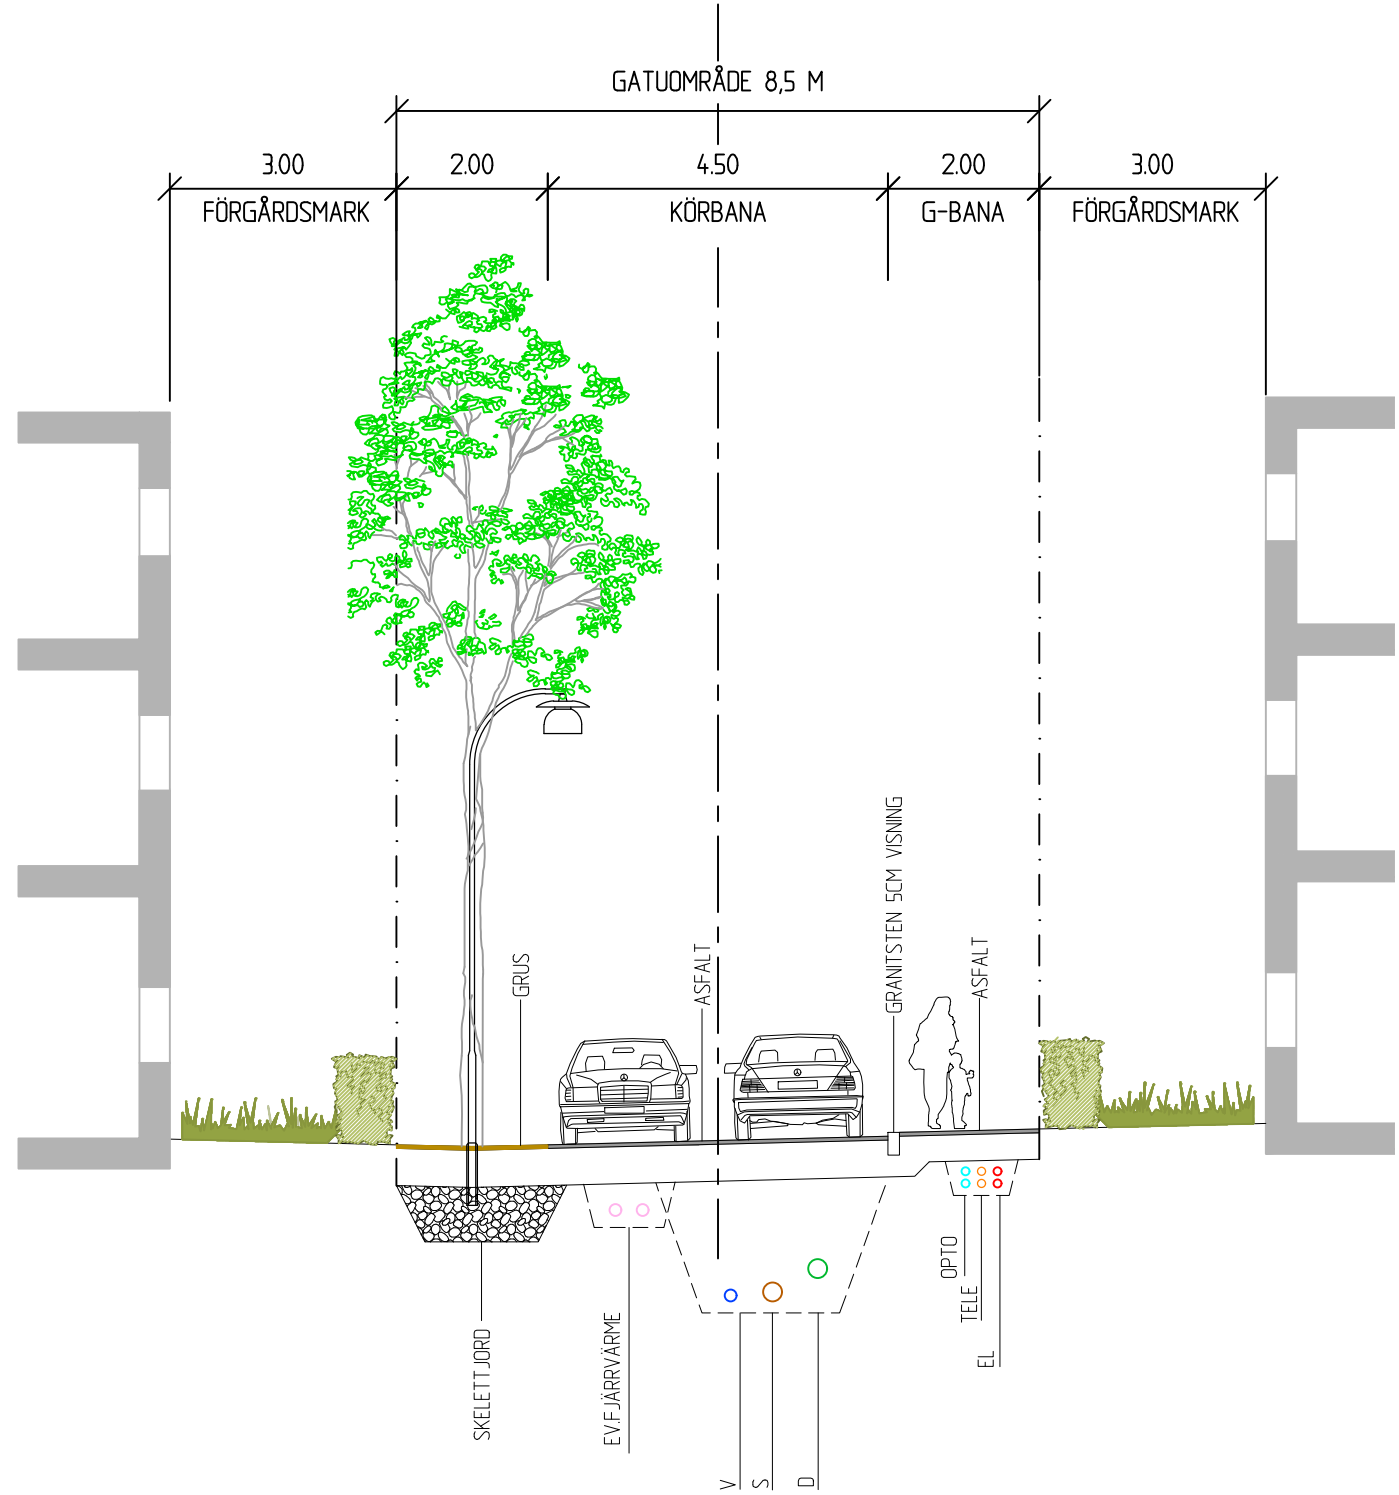 GATUOMRÅDE 8,5 M
3.00
2.00
4.50
2.00
3.00
FÖRGÅRDSMARK
KÖRBANA
G-BANA
FÖRGÅRDSMARK
GRUS
ASFALT
GRANITSTEN 5CM VISNING
ASFALT
SKELETTJORD
EV.FJÄRRVÄRME
V
S
D
OPTO
TELE
EL